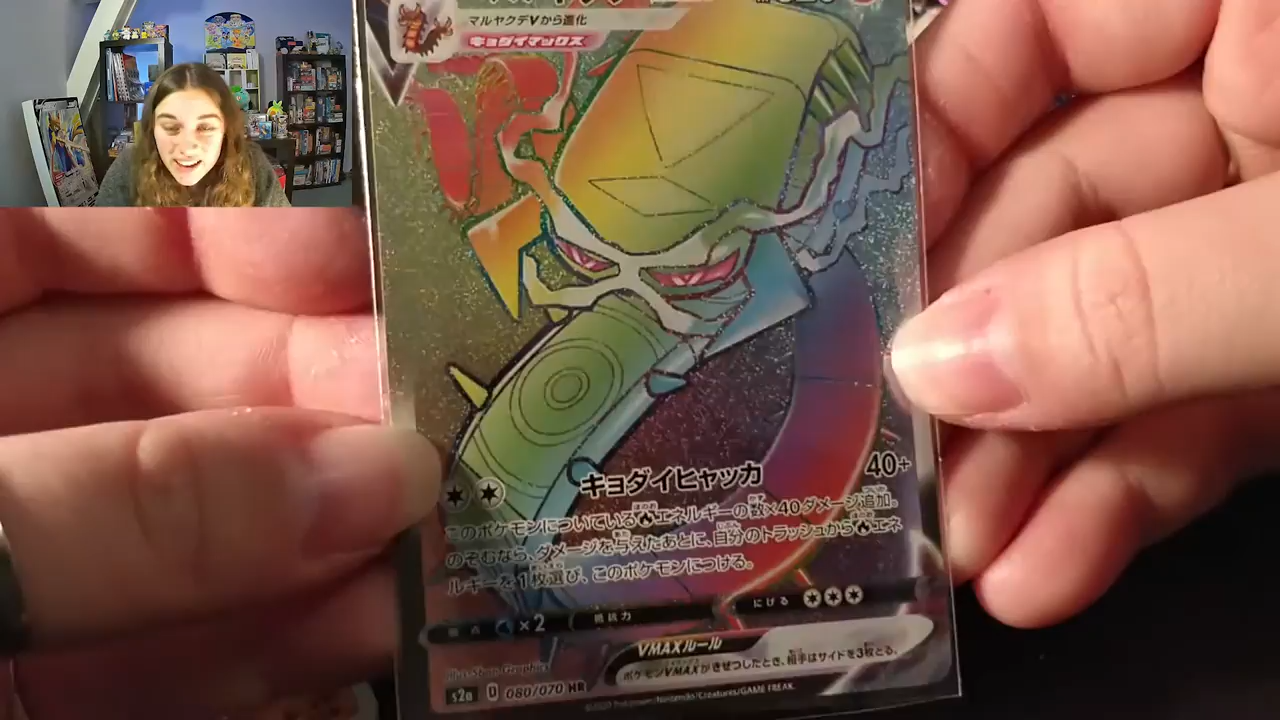 マルヤクデVから進化
キョダイマックス
キョダイヒャッカ 40+
このポケモンについているエネルギーの数×40ダメージ追加。
のぞむなら、ダメージを与えたあとに、自分のトラッシュからエネ
ルギーを1枚選び、このポケモンにつける。
弱点 ×2 抵抗力 にげる
VMAXルール
ポケモンVMAXがきぜつしたとき、相手はサイドを3枚とる。
s2a D 080/070 HR
©2020 Pokémon/Nintendo/Creatures/GAME FREAK.